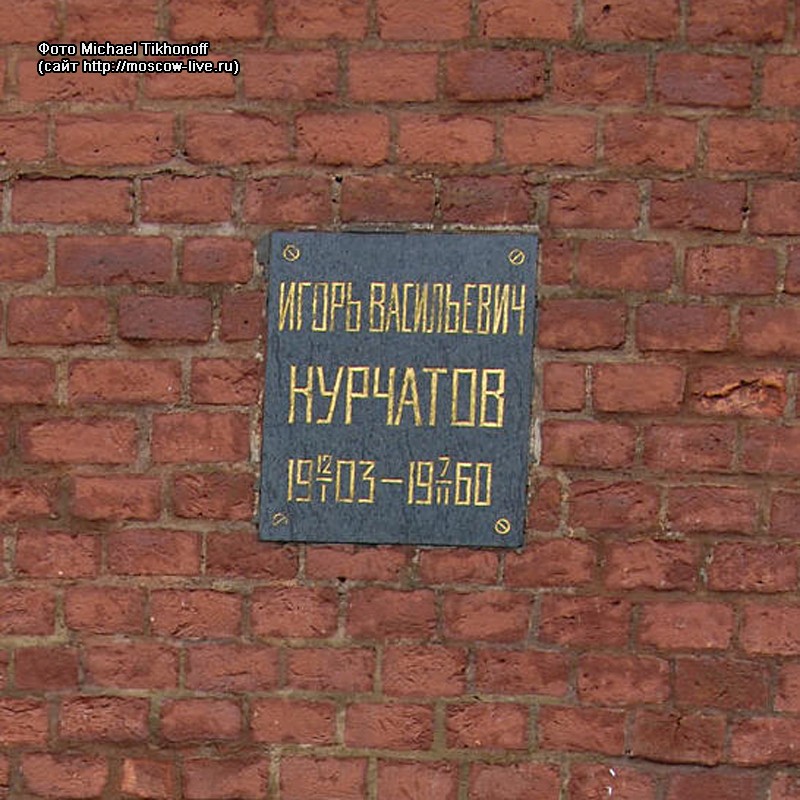 Фото Michael Tikhonoff
(сайт http://moscow-live.ru)
ИГОРЬ ВАСИЛЬЕВИЧ
КУРЧАТОВ
19 12/I 03 – 19 7/II 60